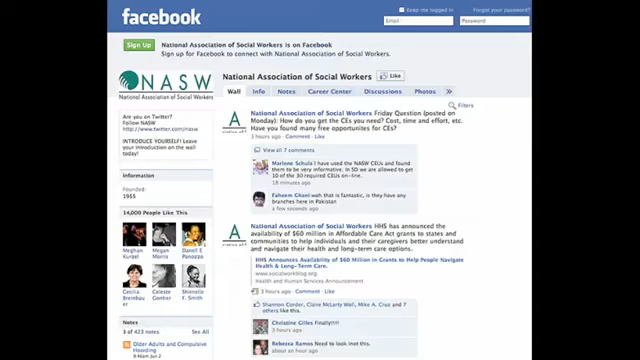 facebook
Keep me logged in
Forgot your password?
Email
Password
Sign Up
National Association of Social Workers is on Facebook
Sign up for Facebook to connect with National Association of Social Workers.
NASW
National Association of Social Workers
National Association of Social Workers
Like
Wall
Info
Notes
Career Center
Discussions
Photos
»
Filters
Are you on Twitter?
Follow NASW
http://www.twitter.com/nasw
INTRODUCE YOURSELF! Leave
your introduction on the wall
today!
Information
Founded:
1955
14,000 People Like This
Meghan
Kurzel
Megan
Morris
Daneil E
Panozzo
Cecilia
Breinbau
er
Celeste
Conter
Shinielle
F. Smith
Notes
3 of 423 notes
See All
Older Adults and Compulsive
Hoarding
9:40am Jun 2
National Association of Social Workers Friday Question (posted on
Monday): How do you get the CEs you need? Cost, time and effort, etc.
Have you found many free opportunites for CEs?
3 hours ago · Comment · Like
View all 7 comments
Marlene Schuls I have used the NASW CEUs and found
them to be very informative. In SD we are allowed to get
10 of the 30 required CEUs on-line.
18 minutes ago
Faheem Ghani wah that is fantastic, is they have any
branches here in Pakistan
a few seconds ago
National Association of Social Workers HHS has announced the
availability of $60 million in Affordable Care Act grants to states and
communities to help individuals and their caregivers better understand
and navigate their health and long-term care options.
HHS Announces Availability of $60 Million in Grants to Help People Navigate
Health & Long-Term Care.
www.socialworkblog.org
Health and Human Services Announcement
3 hours ago · Comment · Like
Shannon Corder, Claire McLarty Wall, Mike A. Cruz and 7
others like this.
Christine Gilles Finally!!!!
3 hours ago
Rebecca Ramos Need to look inot this.
about an hour ago